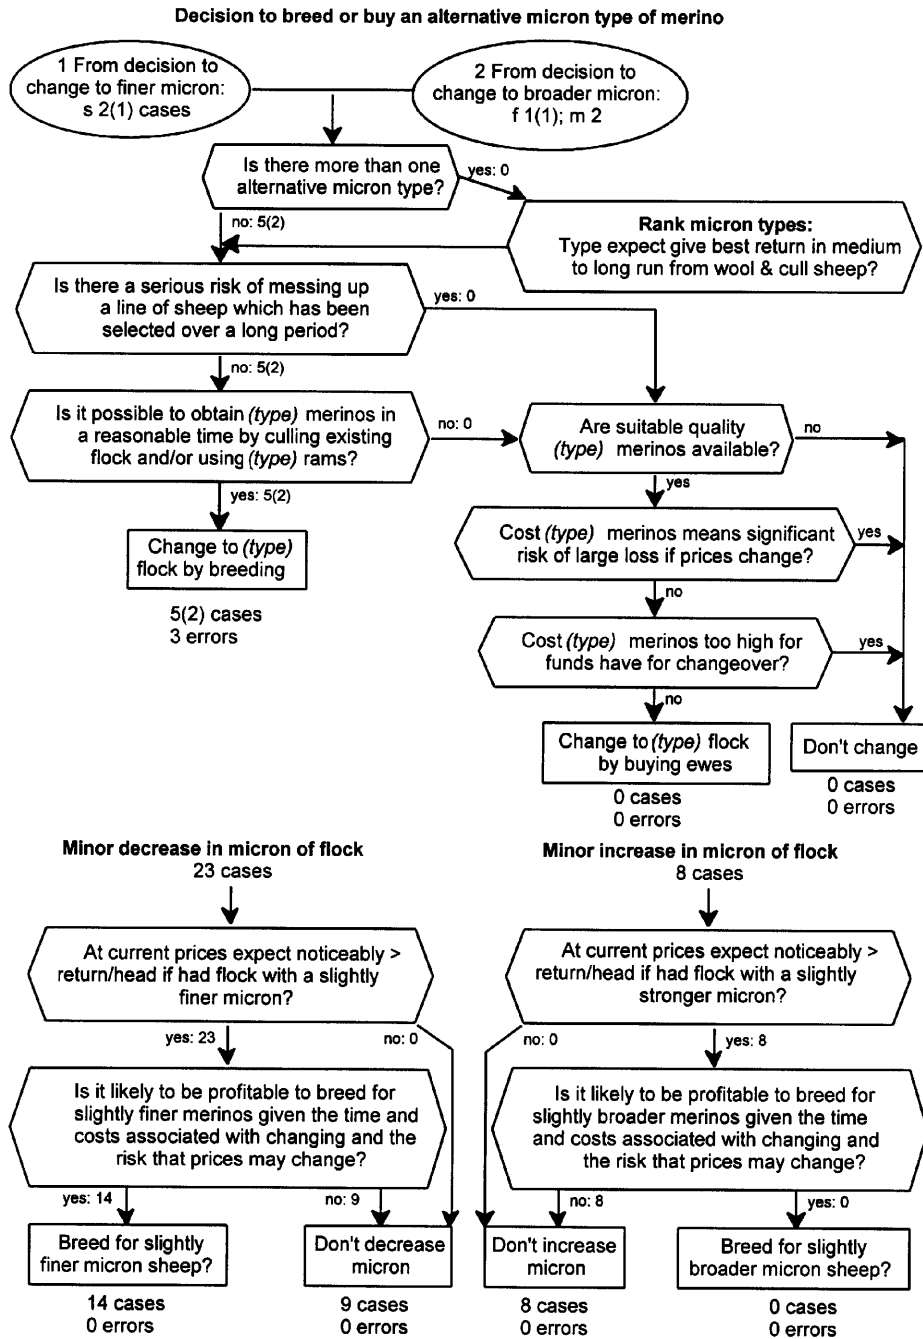 Decision to breed or buy an alternative micron type of merino
1 From decision to
change to finer micron:
s 2(1) cases
2 From decision to
change to broader micron:
f 1(1); m 2
Is there more than one
alternative micron type?
yes: 0
no: 5(2)
Rank micron types:
Type expect give best return in medium
to long run from wool & cull sheep?
Is there a serious risk of messing up
a line of sheep which has been
selected over a long period?
yes: 0
no: 5(2)
Is it possible to obtain (type) merinos in
a reasonable time by culling existing
flock and/or using (type) rams?
no: 0
Are suitable quality
(type) merinos available?
no
yes: 5(2)
yes
Change to (type)
flock by breeding
5(2) cases
3 errors
Cost (type) merinos means significant
risk of large loss if prices change?
yes
no
Cost (type) merinos too high for
funds have for changeover?
yes
no
Change to (type) flock
by buying ewes
0 cases
0 errors
Don't change
0 cases
0 errors
Minor decrease in micron of flock
23 cases
At current prices expect noticeably >
return/head if had flock with a slightly
finer micron?
yes: 23
no: 0
Is it likely to be profitable to breed for
slightly finer merinos given the time and
costs associated with changing and the
risk that prices may change?
yes: 14
no: 9
Breed for slightly
finer micron sheep?
14 cases
0 errors
Don't decrease
micron
9 cases
0 errors
Minor increase in micron of flock
8 cases
At current prices expect noticeably >
return/head if had flock with a slightly
stronger micron?
no: 0
yes: 8
Is it likely to be profitable to breed for
slightly broader merinos given the time
and costs associated with changing and
the risk that prices may change?
no: 8
yes: 0
Don't increase
micron
8 cases
0 errors
Breed for slightly
broader micron sheep?
0 cases
0 errors